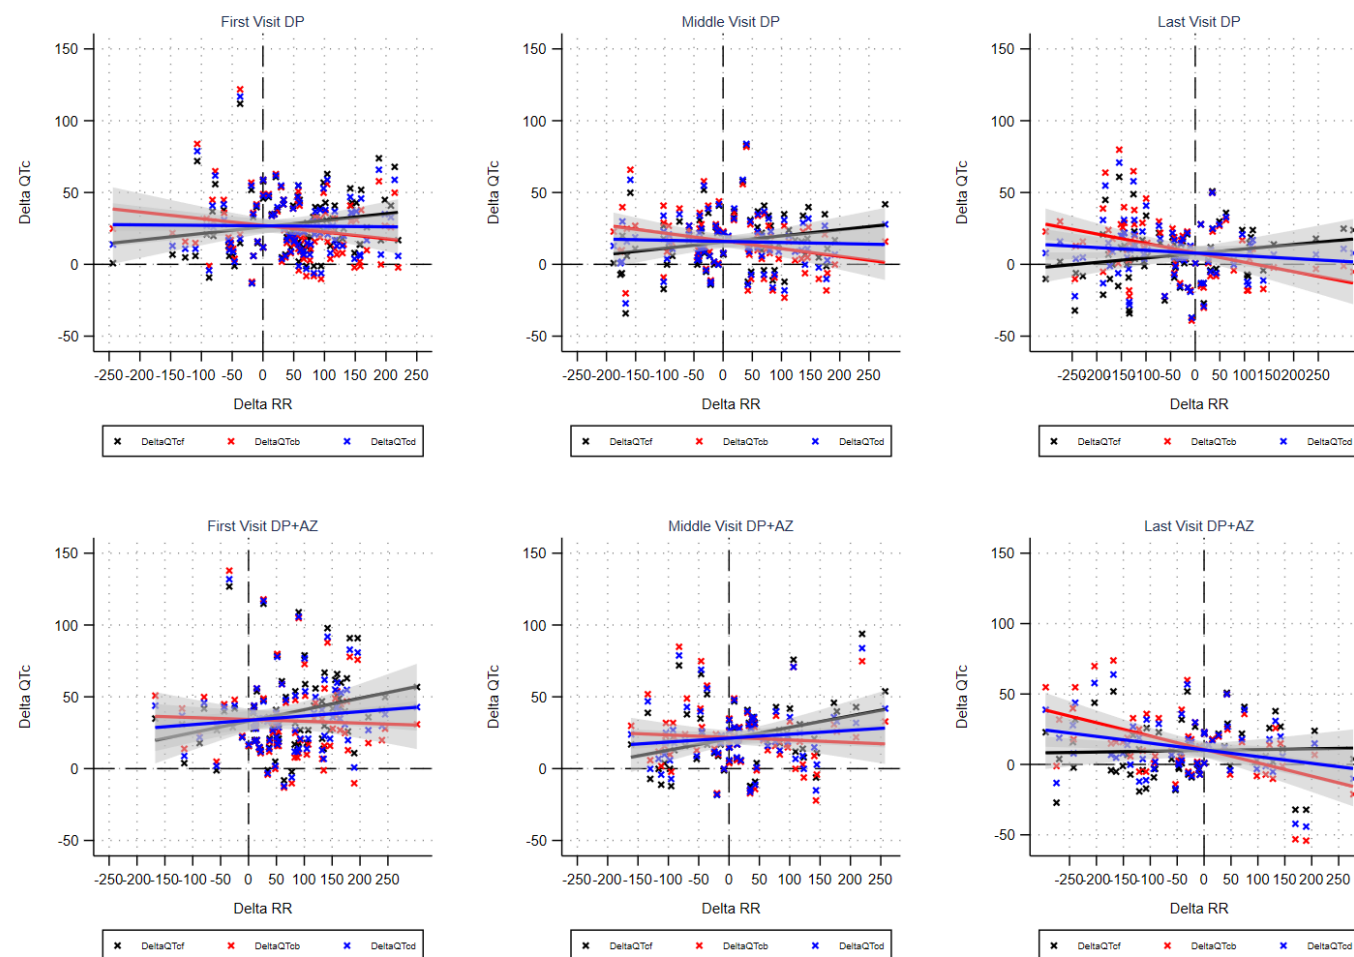 First Visit DP
Middle Visit DP
Last Visit DP
150
100
50
0
-50
Delta QTc
-250-200-150-100 -50 0 50 100 150 200 250
Delta RR
DeltaQTcf DeltaQTcb DeltaQTcd
150
100
50
0
-50
Delta QTc
-250-200-150-100 -50 0 50 100 150 200 250
Delta RR
DeltaQTcf DeltaQTcb DeltaQTcd
150
100
50
0
-50
Delta QTc
-250-200-150-100-50 0 50 100150200250
Delta RR
DeltaQTcf DeltaQTcb DeltaQTcd
First Visit DP+AZ
Middle Visit DP+AZ
Last Visit DP+AZ
150
100
50
0
-50
Delta QTc
-250-200-150-100 -50 0 50 100 150 200 250
Delta RR
DeltaQTcf DeltaQTcb DeltaQTcd
150
100
50
0
-50
Delta QTc
-250-200-150-100 -50 0 50 100 150 200 250
Delta RR
DeltaQTcf DeltaQTcb DeltaQTcd
150
100
50
0
-50
Delta QTc
-250-200-150-100 -50 0 50 100 150 200 250
Delta RR
DeltaQTcf DeltaQTcb DeltaQTcd